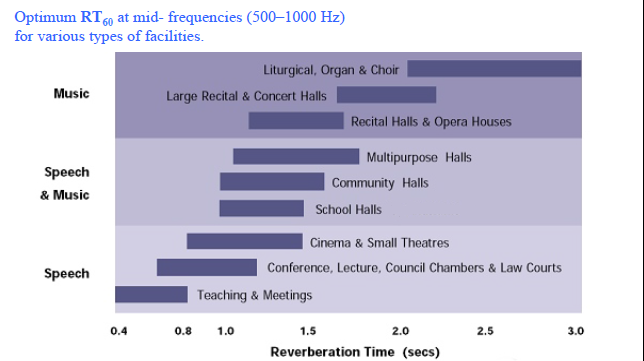 Optimum RT60 at mid- frequencies (500–1000 Hz)
for various types of facilities.
Music
Liturgical, Organ & Choir
Large Recital & Concert Halls
Recital Halls & Opera Houses
Speech
& Music
Multipurpose Halls
Community Halls
School Halls
Speech
Cinema & Small Theatres
Conference, Lecture, Council Chambers & Law Courts
Teaching & Meetings
0.4 0.8 1.0 1.5 2.0 2.5 3.0
Reverberation Time (secs)